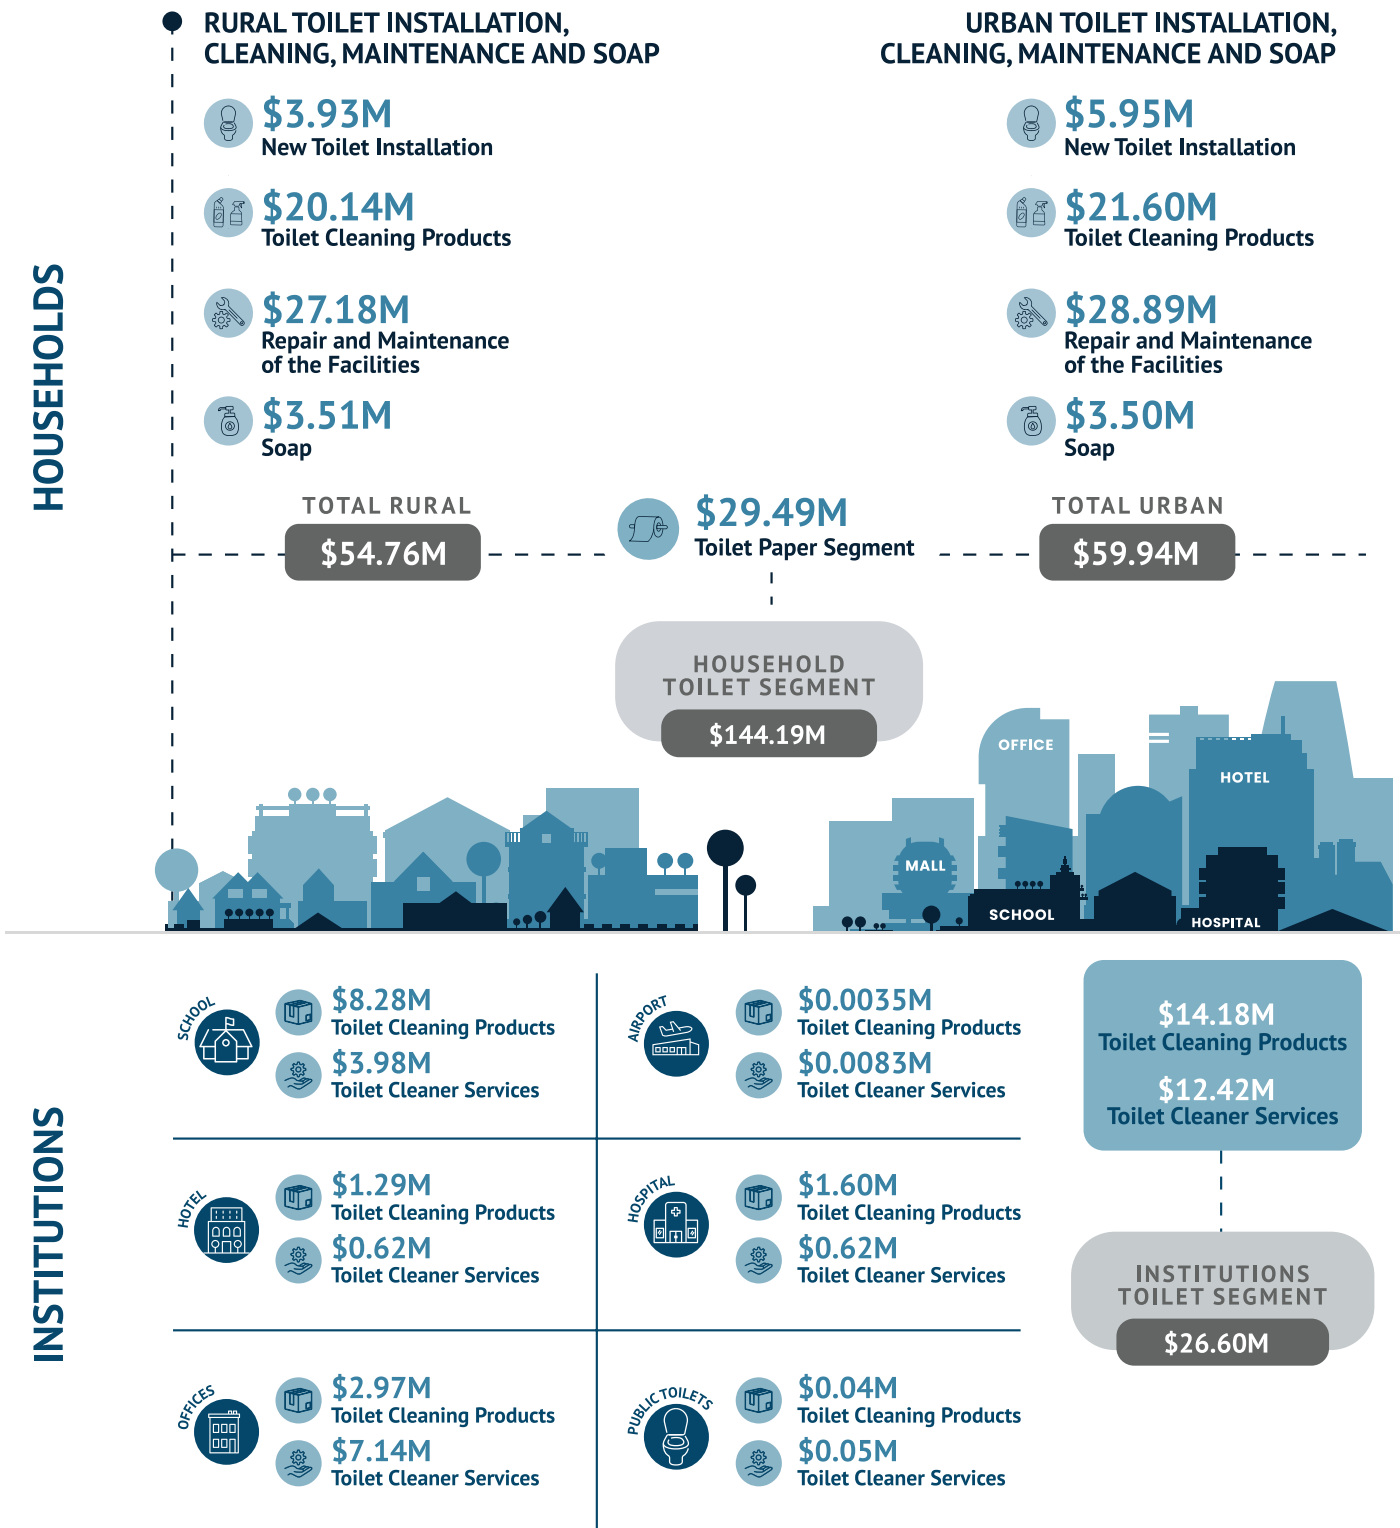 HOUSEHOLDS
RURAL TOILET INSTALLATION,
CLEANING, MAINTENANCE AND SOAP
$3.93M
New Toilet Installation
$20.14M
Toilet Cleaning Products
$27.18M
Repair and Maintenance
of the Facilities
$3.51M
Soap
TOTAL RURAL
$54.76M
URBAN TOILET INSTALLATION,
CLEANING, MAINTENANCE AND SOAP
$5.95M
New Toilet Installation
$21.60M
Toilet Cleaning Products
$28.89M
Repair and Maintenance
of the Facilities
$3.50M
Soap
TOTAL URBAN
$59.94M
$29.49M
Toilet Paper Segment
HOUSEHOLD
TOILET SEGMENT
$144.19M
OFFICE
HOTEL
MALL
SCHOOL
HOSPITAL
INSTITUTIONS
SCHOOL
$8.28M
Toilet Cleaning Products
$3.98M
Toilet Cleaner Services
AIRPORT
$0.0035M
Toilet Cleaning Products
$0.0083M
Toilet Cleaner Services
HOTEL
$1.29M
Toilet Cleaning Products
$0.62M
Toilet Cleaner Services
HOSPITAL
$1.60M
Toilet Cleaning Products
$0.62M
Toilet Cleaner Services
OFFICES
$2.97M
Toilet Cleaning Products
$7.14M
Toilet Cleaner Services
PUBLIC TOILETS
$0.04M
Toilet Cleaning Products
$0.05M
Toilet Cleaner Services
$14.18M
Toilet Cleaning Products
$12.42M
Toilet Cleaner Services
INSTITUTIONS
TOILET SEGMENT
$26.60M